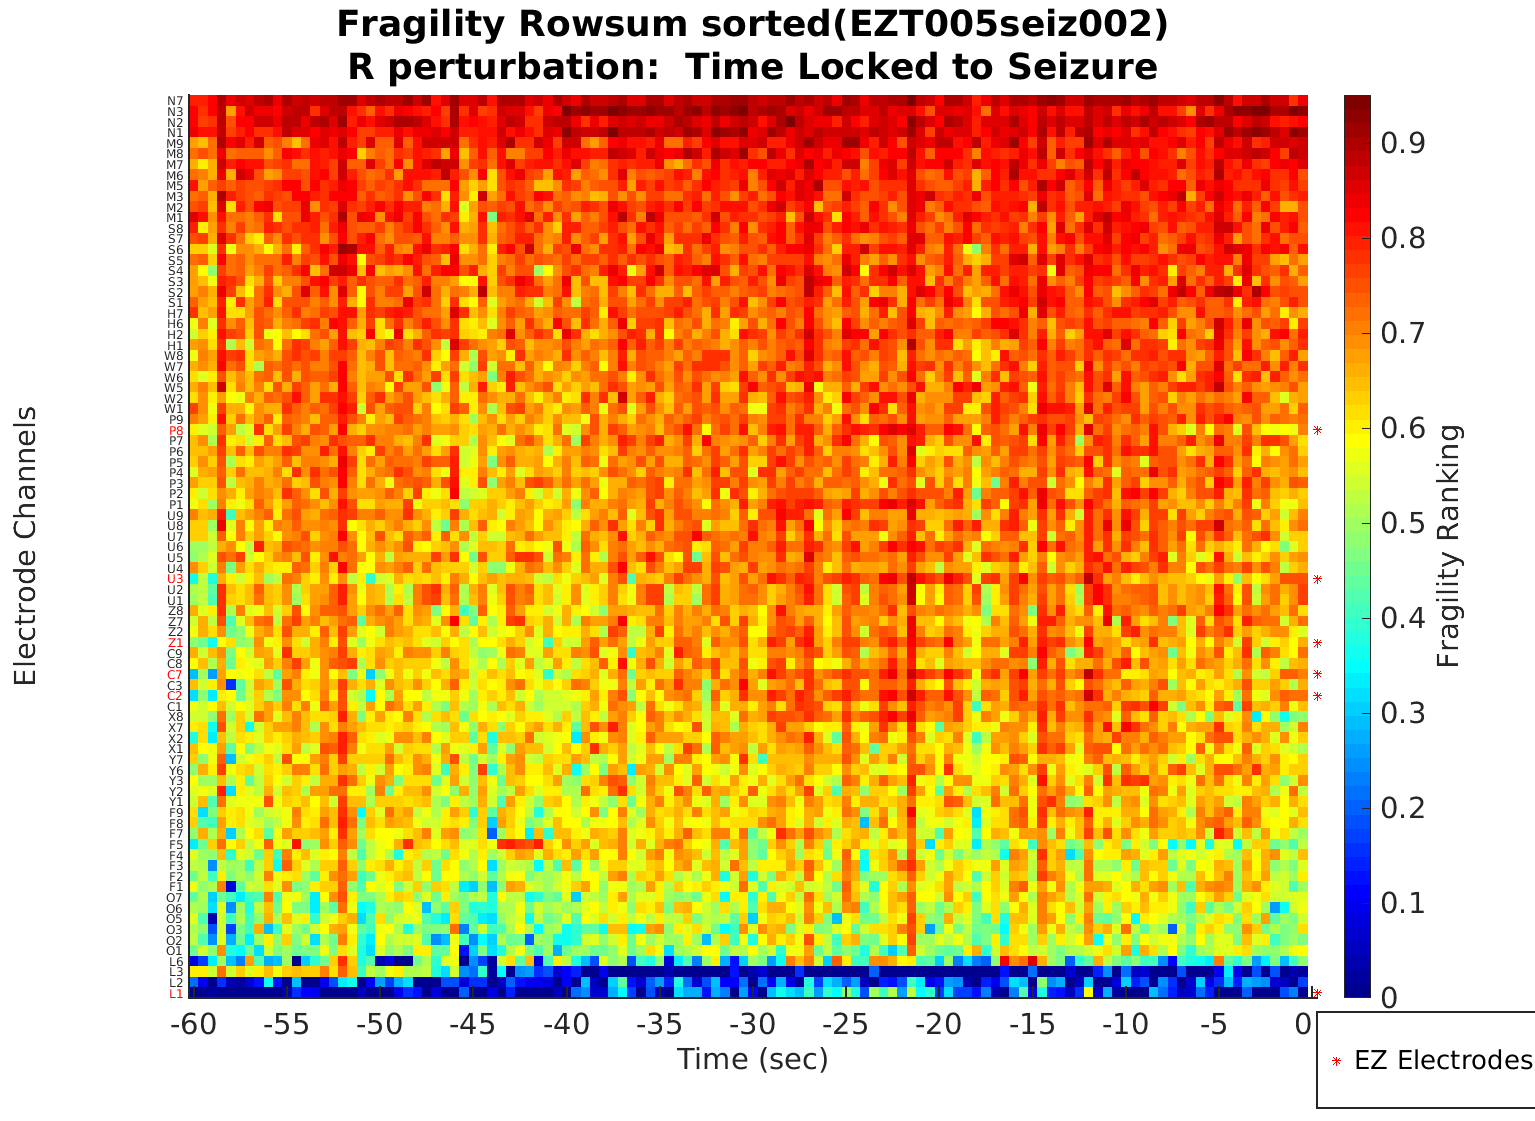 Fragility Rowsum sorted(EZT005seiz002)
R perturbation:  Time Locked to Seizure
Electrode Channels
N7
N3
N2
N1
M9
M8
M7
M6
M5
M3
M2
M1
S8
S7
S6
S5
S4
S3
S2
S1
H7
H6
H2
H1
W8
W7
W6
W5
W2
W1
P9
P8
P7
P6
P5
P4
P3
P2
P1
U9
U8
U7
U6
U5
U4
U3
U2
U1
Z8
Z7
Z2
Z1
C9
C8
C7
C3
C2
C1
X8
X7
X2
X1
Y7
Y6
Y3
Y2
Y1
F9
F8
F7
F5
F4
F3
F2
F1
O7
O6
O5
O3
O2
O1
L6
L3
L2
L1
-60 -55 -50 -45 -40 -35 -30 -25 -20 -15 -10 -5 0
Time (sec)
0.9
0.8
0.7
0.6
0.5
0.4
0.3
0.2
0.1
0
Fragility Ranking
EZ Electrodes